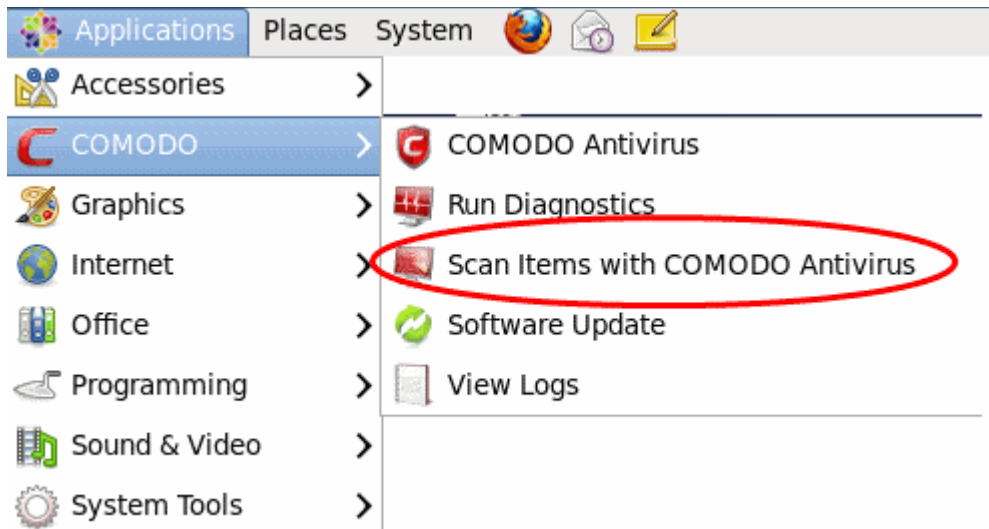 Applications Places System
Accessories
COMODO
COMODO Antivirus
Graphics
Run Diagnostics
Internet
Scan Items with COMODO Antivirus
Office
Software Update
Programming
View Logs
Sound & Video
System Tools